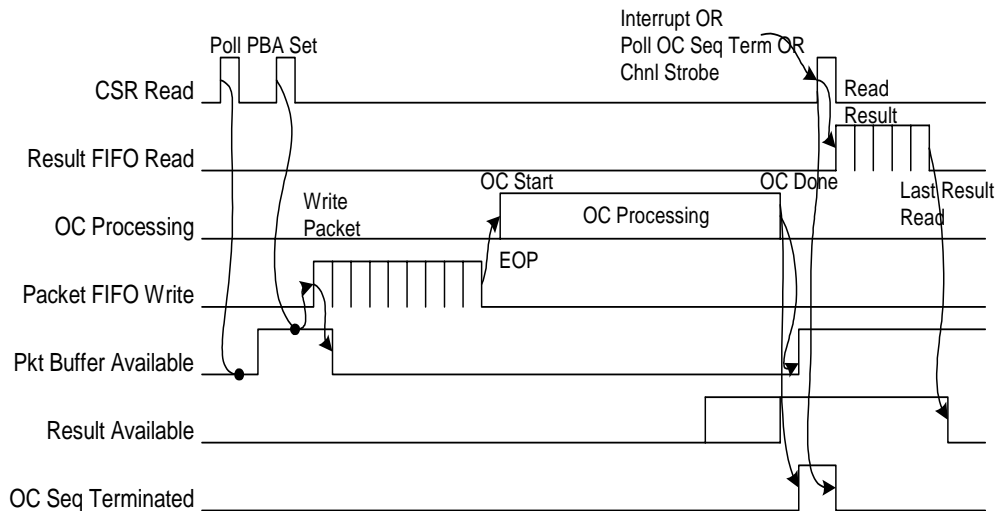 Interrupt OR
Poll OC Seq Term OR
Chnl Strobe
Poll PBA Set
CSR Read
Read
Result
Result FIFO Read
OC Start
OC Done
Last Result
Read
Write
Packet
OC Processing
OC Processing
EOP
Packet FIFO Write
Pkt Buffer Available
Result Available
OC Seq Terminated